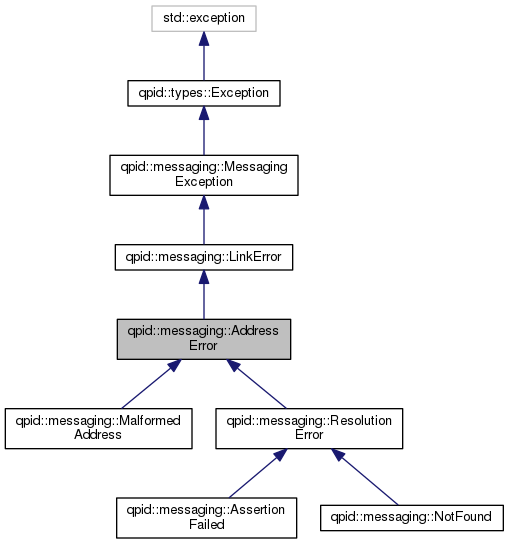 std::exception
qpid::types::Exception
qpid::messaging::Messaging
Exception
qpid::messaging::LinkError
qpid::messaging::Address
Error
qpid::messaging::Malformed
Address
qpid::messaging::Resolution
Error
qpid::messaging::Assertion
Failed
qpid::messaging::NotFound